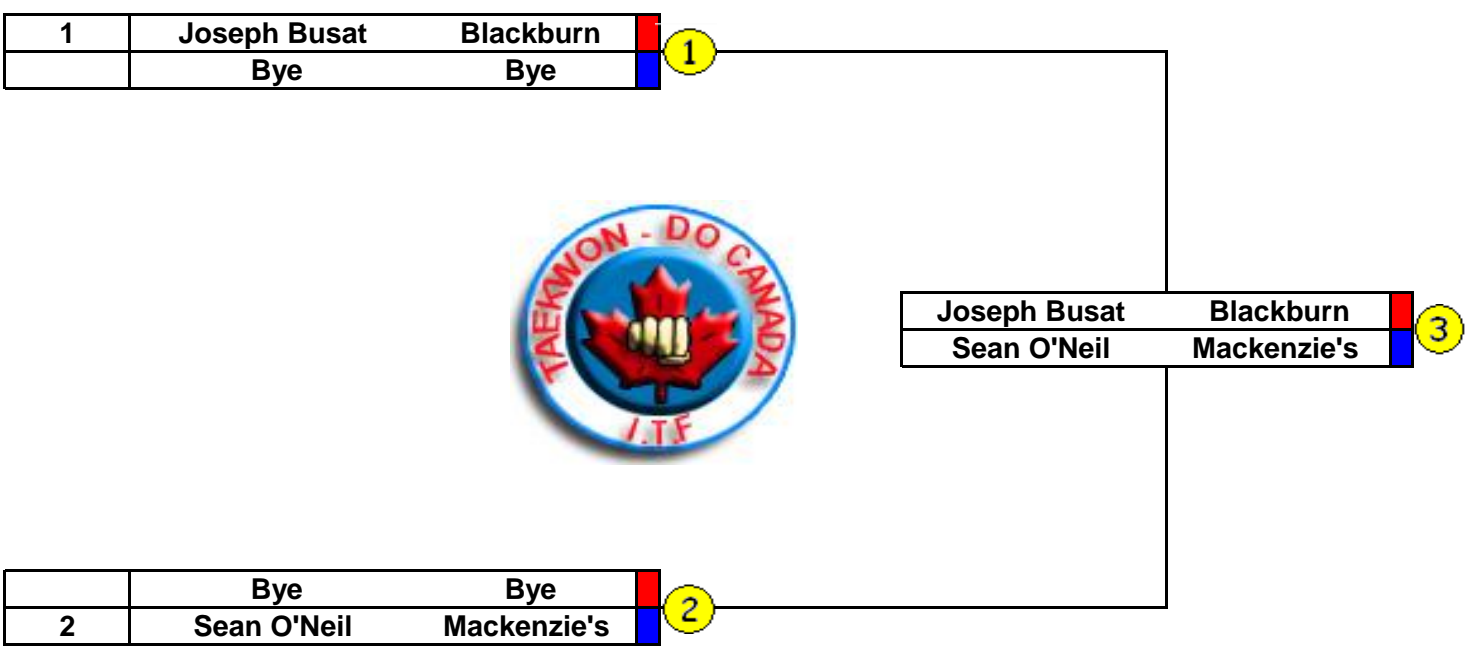 1 Joseph Busat Blackburn
Bye Bye
1
TAEKWON - DO CANADA
I.T.F
Joseph Busat Blackburn
Sean O'Neil Mackenzie's
3
Bye Bye
2 Sean O'Neil Mackenzie's
2